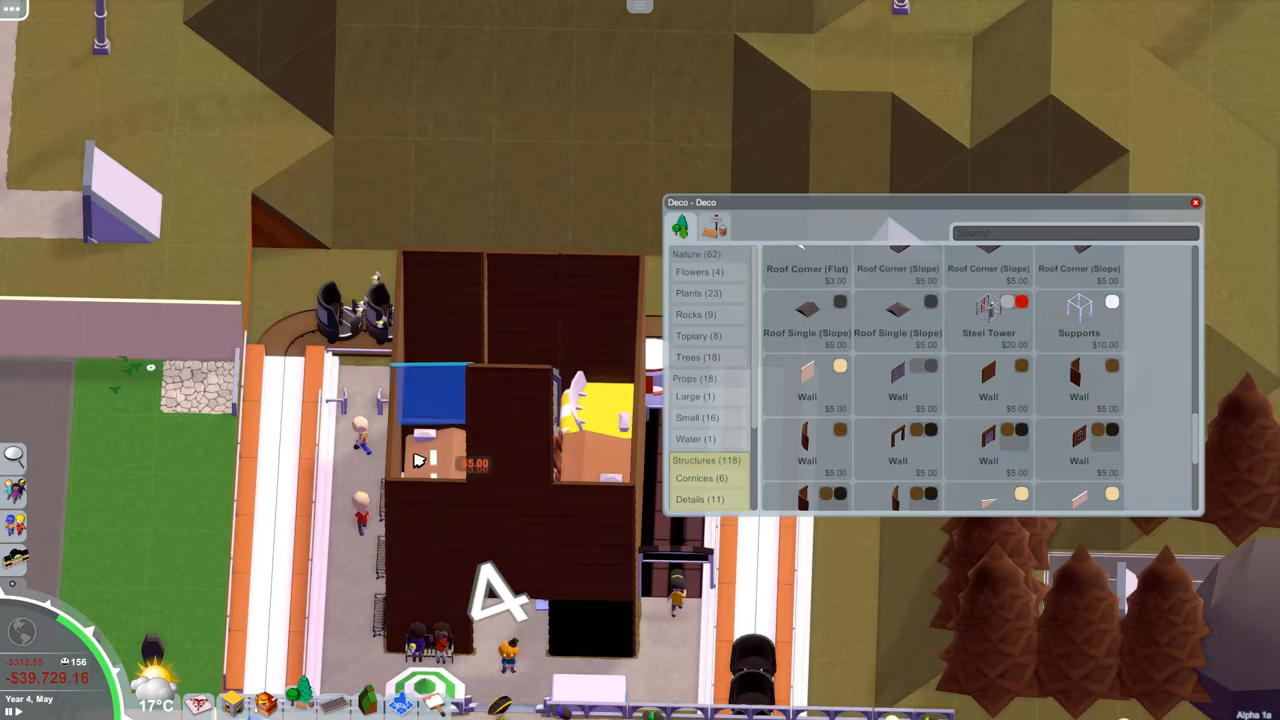 Deco - Deco
Search
Nature (62)
Flowers (4)
Plants (23)
Rocks (9)
Topiary (8)
Trees (18)
Props (18)
Large (1)
Small (16)
Water (1)
Structures (118)
Cornices (6)
Details (11)
Roof Corner (Flat) Roof Corner (Slope) Roof Corner (Slope) Roof Corner (Slope)
$3.00 $5.00 $5.00 $5.00
Roof Single (Slope) Roof Single (Slope) Steel Tower Supports
$5.00 $5.00 $20.00 $10.00
Wall Wall Wall Wall
$5.00 $5.00 $5.00 $5.00
Wall Wall Wall Wall
$5.00 $5.00 $5.00 $5.00
$5.00
4
-$312.85 156
-$39,729.16
Year 4, May
17°C
Alpha 1a